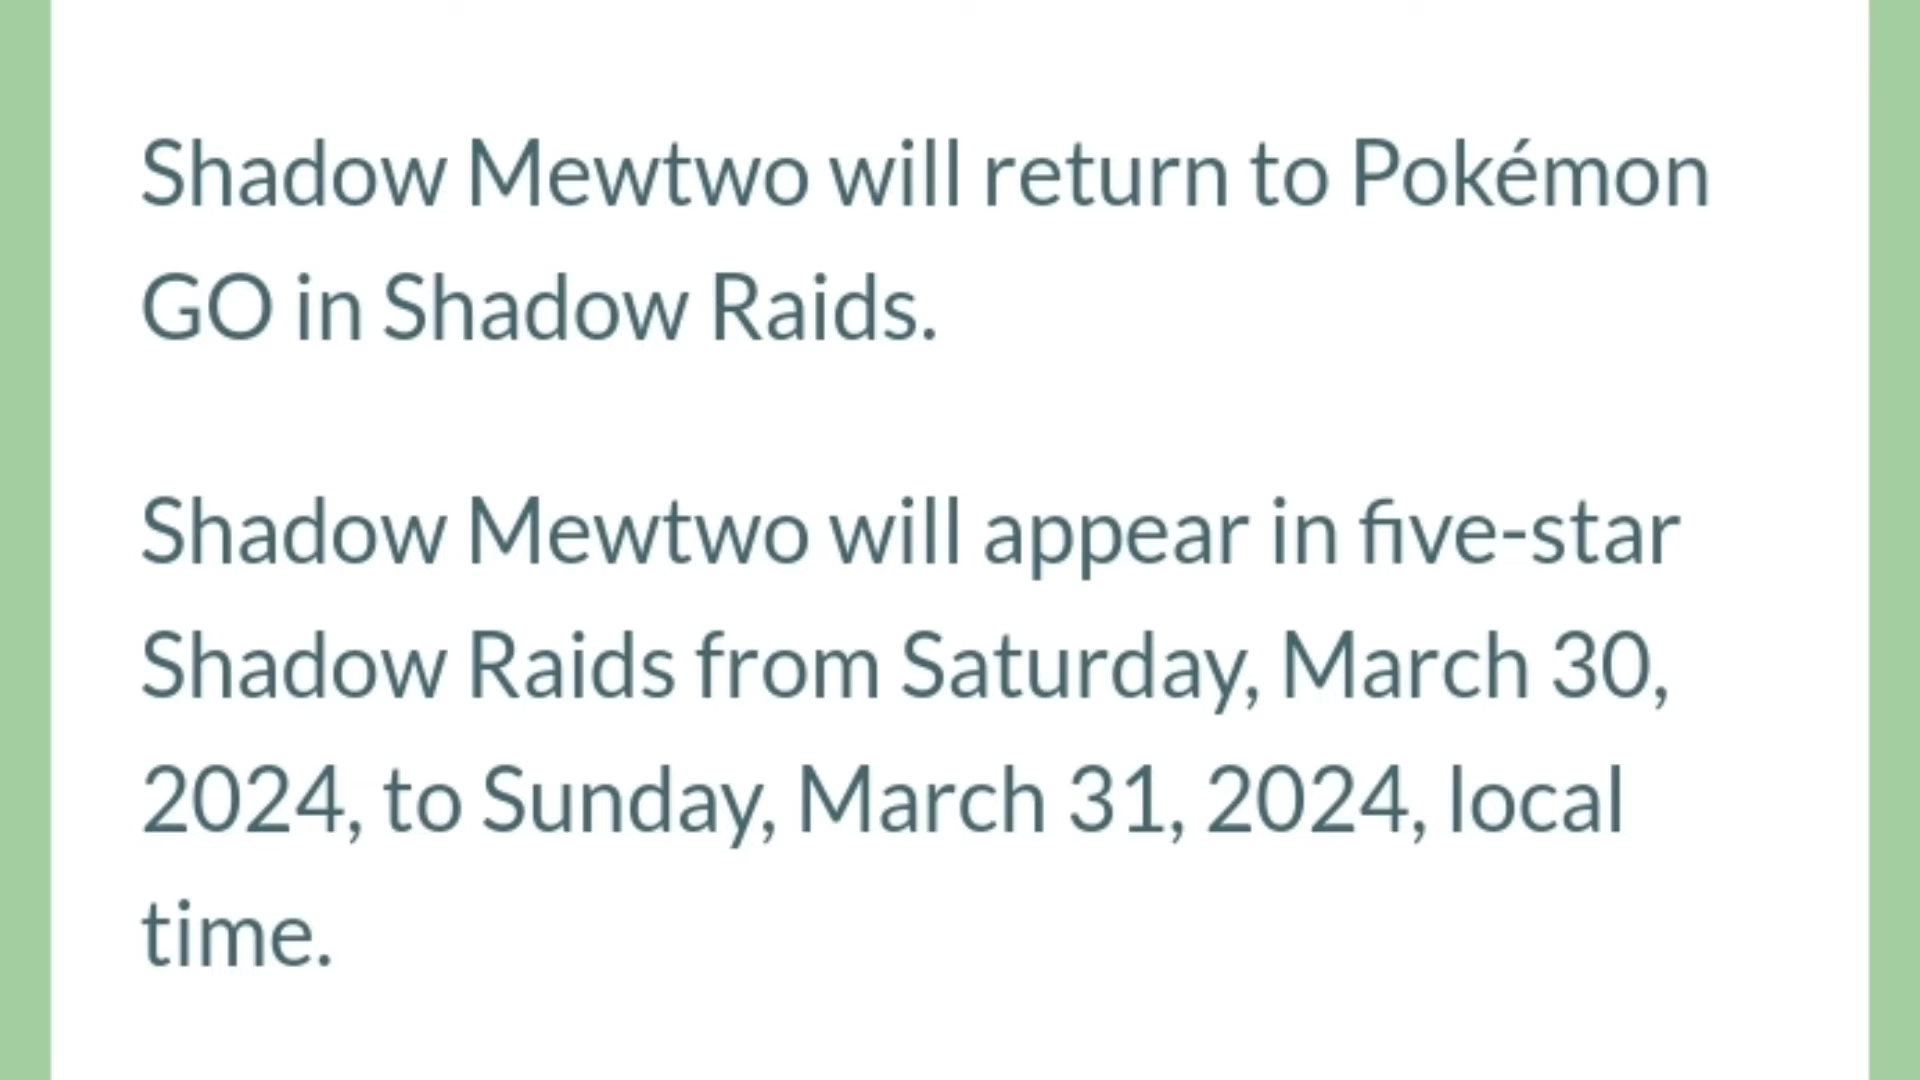 Shadow Mewtwo will return to Pokémon
GO in Shadow Raids.
Shadow Mewtwo will appear in five-star
Shadow Raids from Saturday, March 30,
2024, to Sunday, March 31, 2024, local
time.